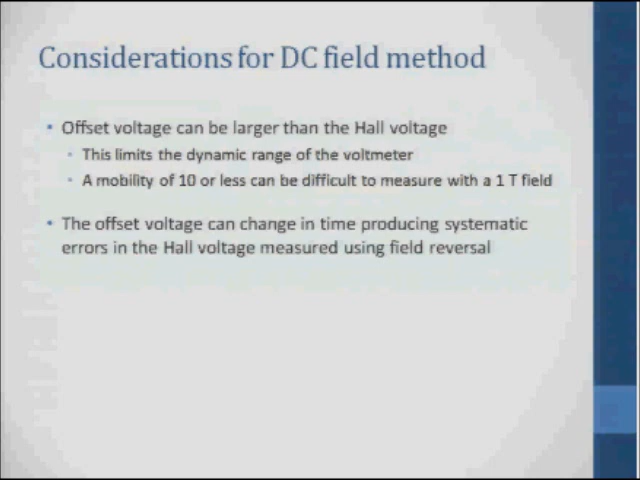 Considerations for DC field method
• Offset voltage can be larger than the Hall voltage
• This limits the dynamic range of the voltmeter
• A mobility of 10 or less can be difficult to measure with a 1 T field
• The offset voltage can change in time producing systematic
errors in the Hall voltage measured using field reversal